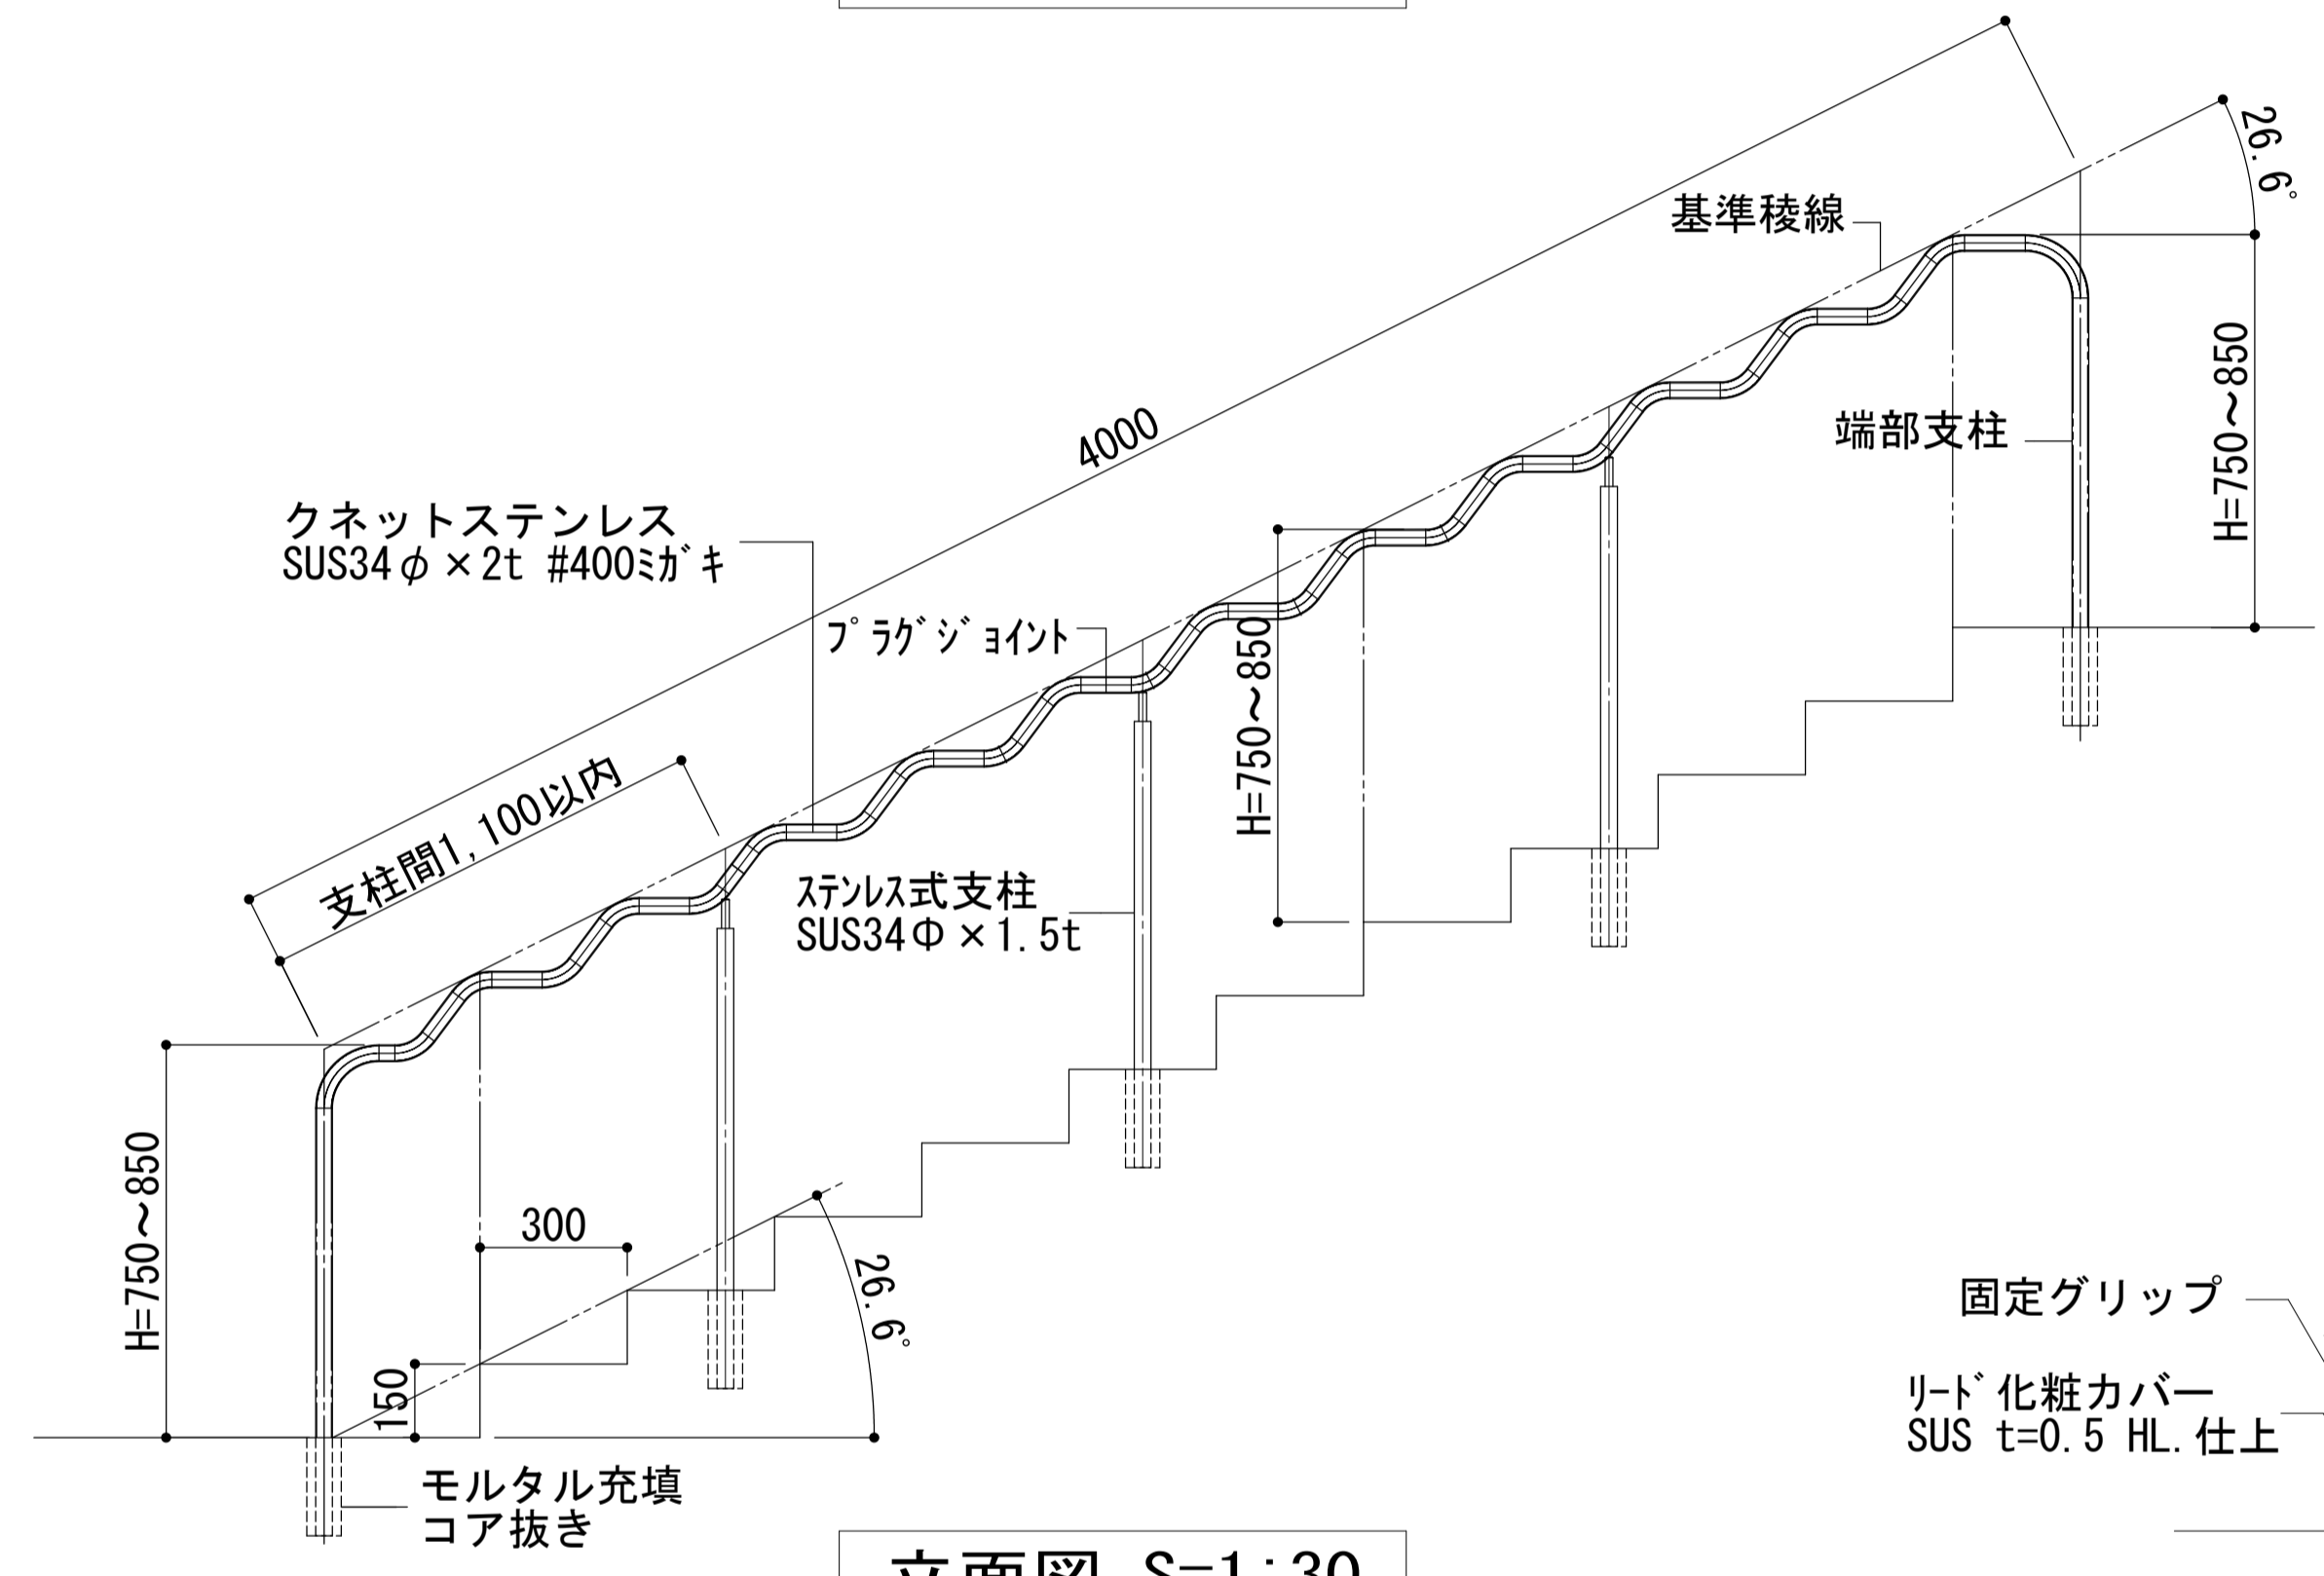 26.6°
基準稜線
H=750～850
端部支柱
4000
クネットステンレス
SUS34φ×2t #400ミガキ
プラグジョイント
H=750～850
支柱間1,100以内
ステンレス式支柱
SUS34Φ×1.5t
H=750～850
300
26.6°
150
固定グリップ
リード化粧カバー
SUS t=0.5 HL.仕上
モルタル充填
コア抜き
立面図 S=1:30